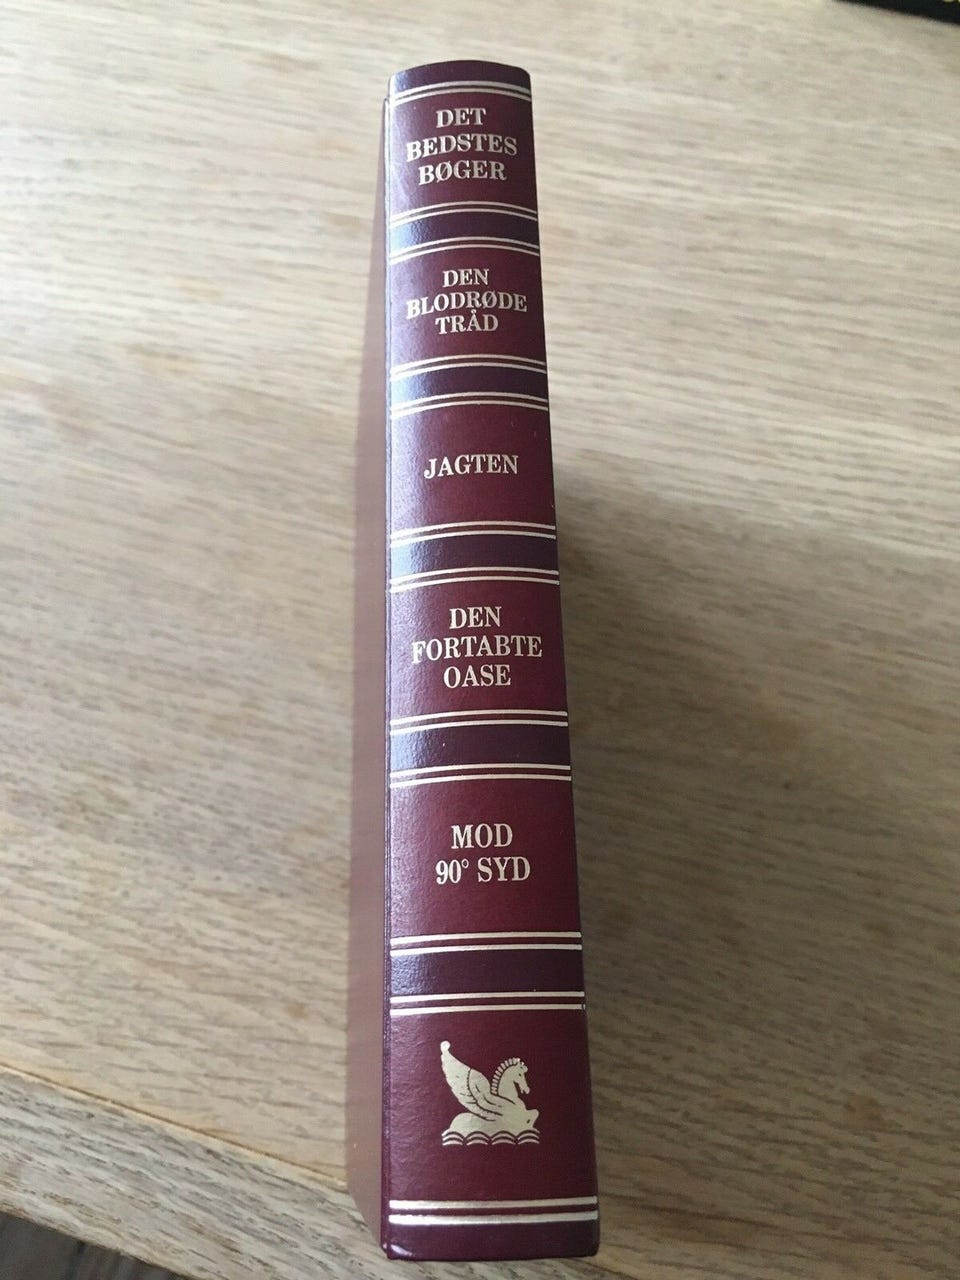 DET
BEDSTES
BØGER
DEN
BLODRØDE
TRÅD
JAGTEN
DEN
FORTABTE
OASE
MOD
90° SYD